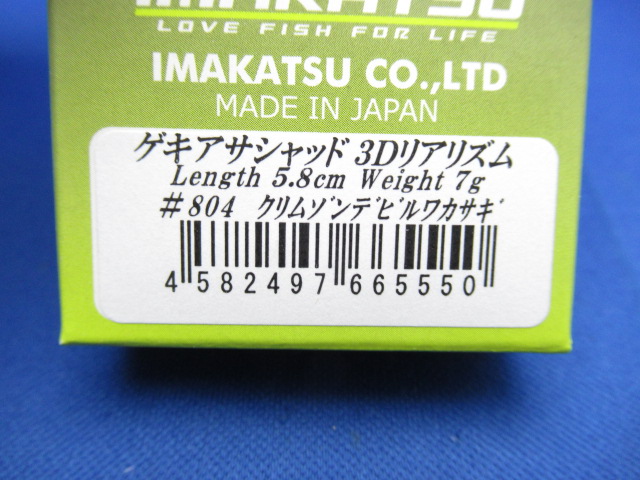 IMAKATSU
LOVE FISH FOR LIFE
IMAKATSU CO.,LTD
MADE IN JAPAN
ゲキアサシャッド 3Dリアリズム
Length 5.8cm Weight 7g
#804 クリムゾンデビルワカサギ
4 582497 665550